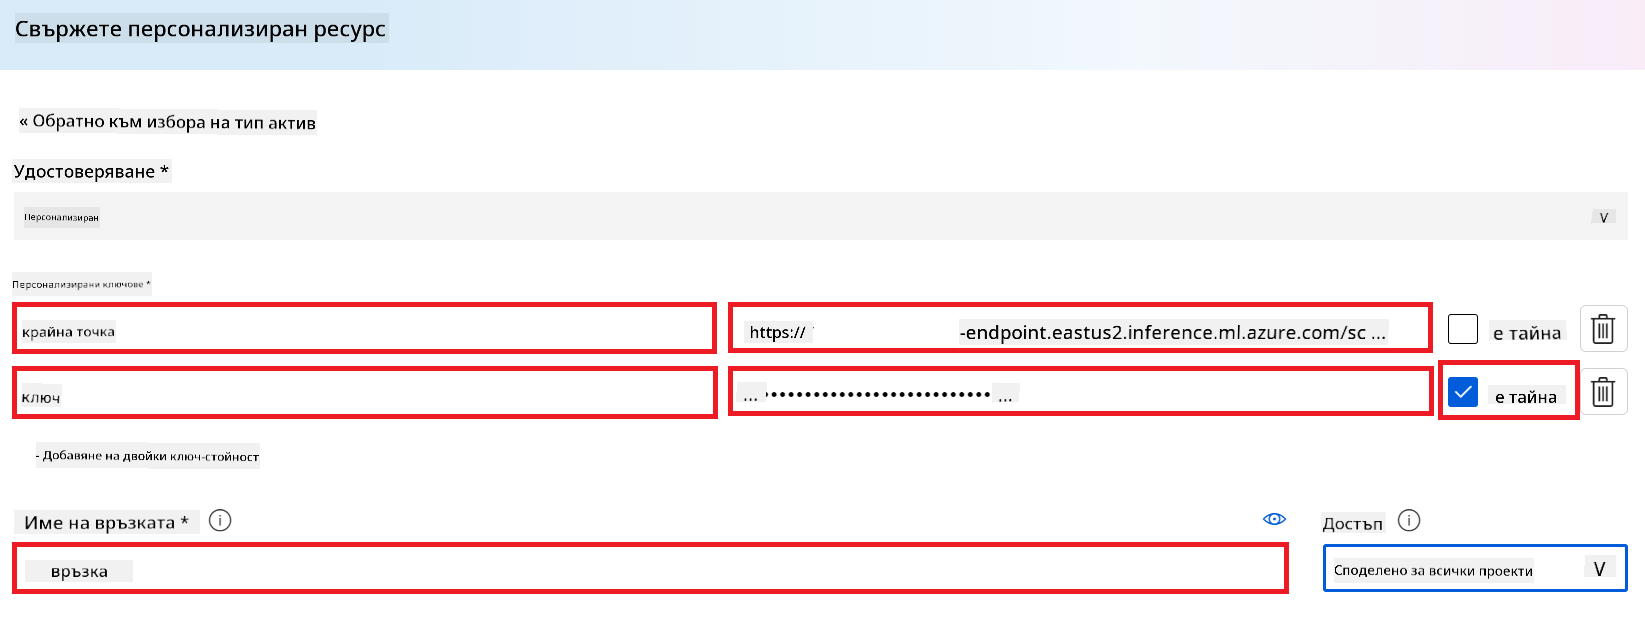 Свържете персонализиран ресурс
« Обратно към избора на тип актив
Удостоверяване *
Персонализиран V
Персонализирани ключове *
крайна точка https:// -endpoint.eastus2.inference.ml.azure.com/sc ... е тайна
ключ ...••••••••••••••••••••••••••••... е тайна
- Добавяне на двойки ключ-стойност
Име на връзката * i Достъп i
връзка Споделено за всички проекти V